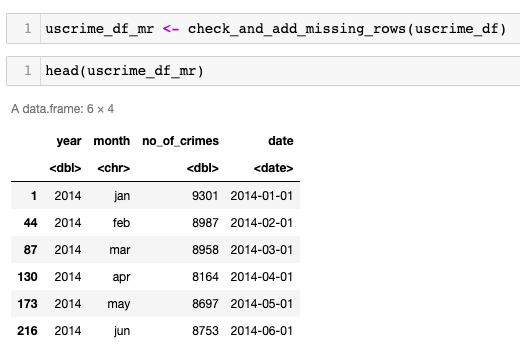 1 uscrime_df_mr <- check_and_add_missing_rows(uscrime_df)
1 head(uscrime_df_mr)
A data.frame: 6 × 4
year month no_of_crimes date
<dbl> <chr> <dbl> <date>
1 2014 jan 9301 2014-01-01
44 2014 feb 8987 2014-02-01
87 2014 mar 8958 2014-03-01
130 2014 apr 8164 2014-04-01
173 2014 may 8697 2014-05-01
216 2014 jun 8753 2014-06-01